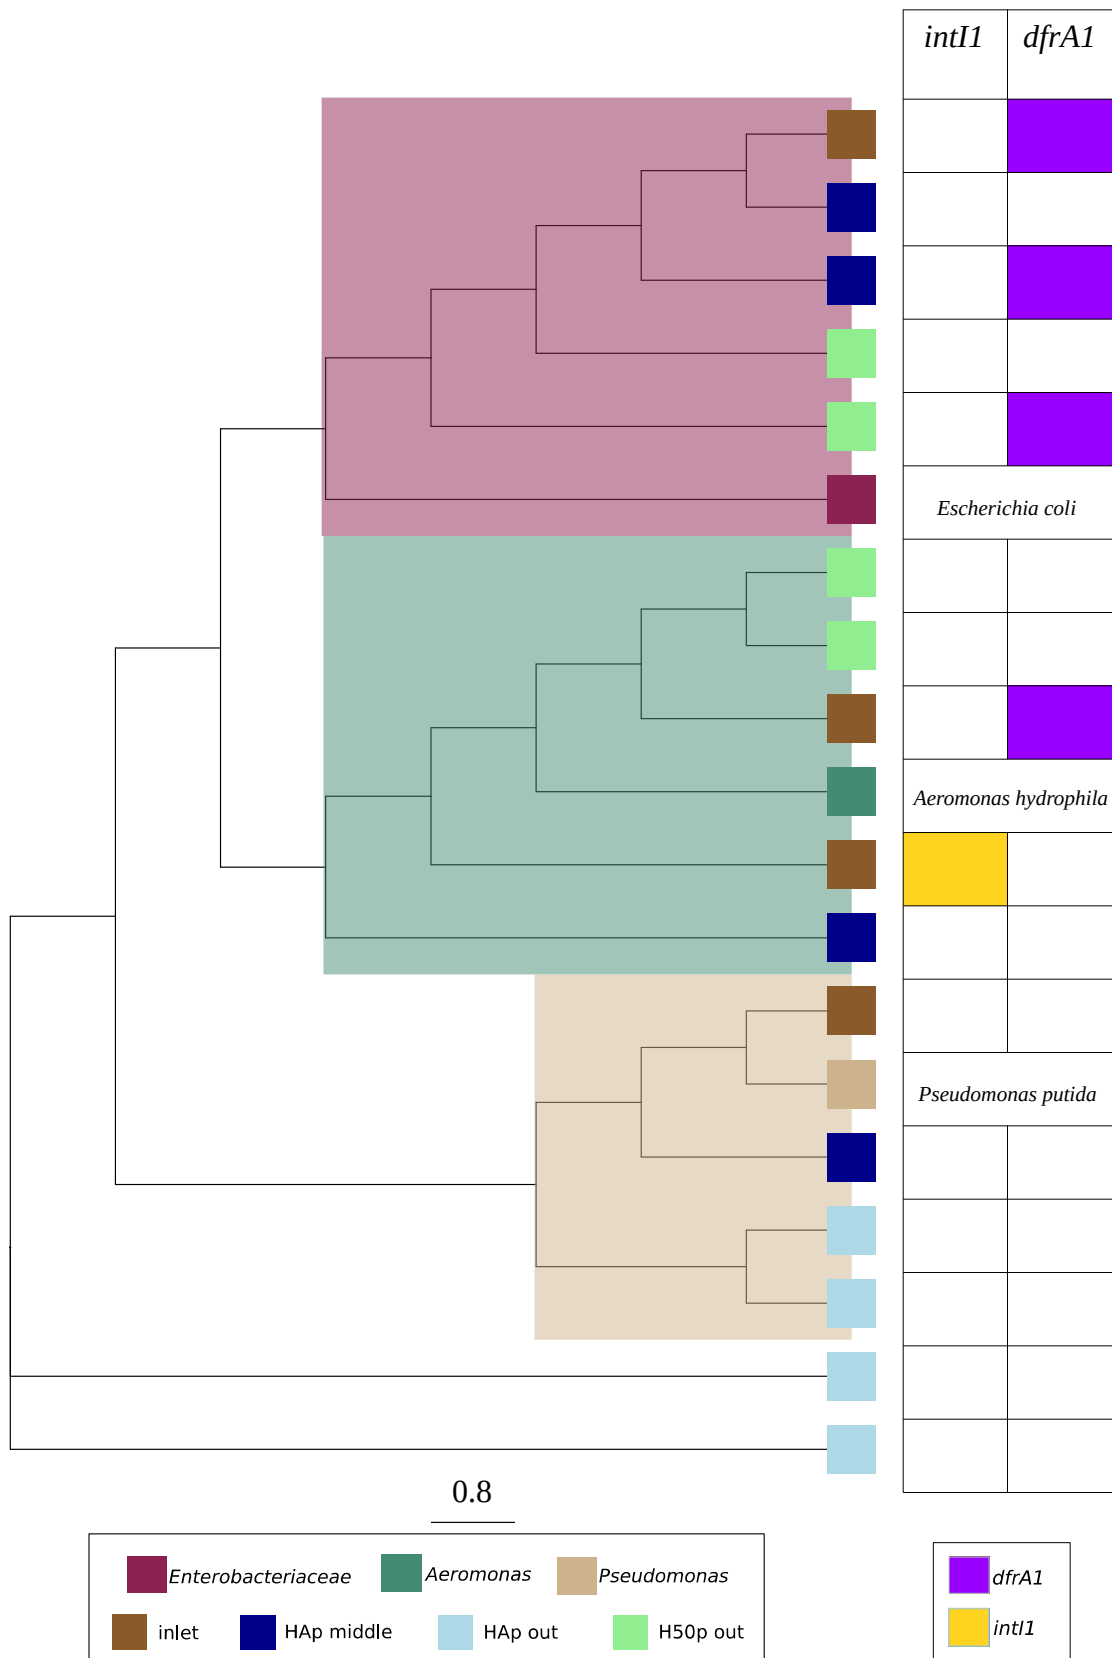 intI1 dfrA1
Escherichia coli
Aeromonas hydrophila
Pseudomonas putida
0.8
Enterobacteriaceae Aeromonas Pseudomonas
inlet HAp middle HAp out H50p out
dfrA1
intI1